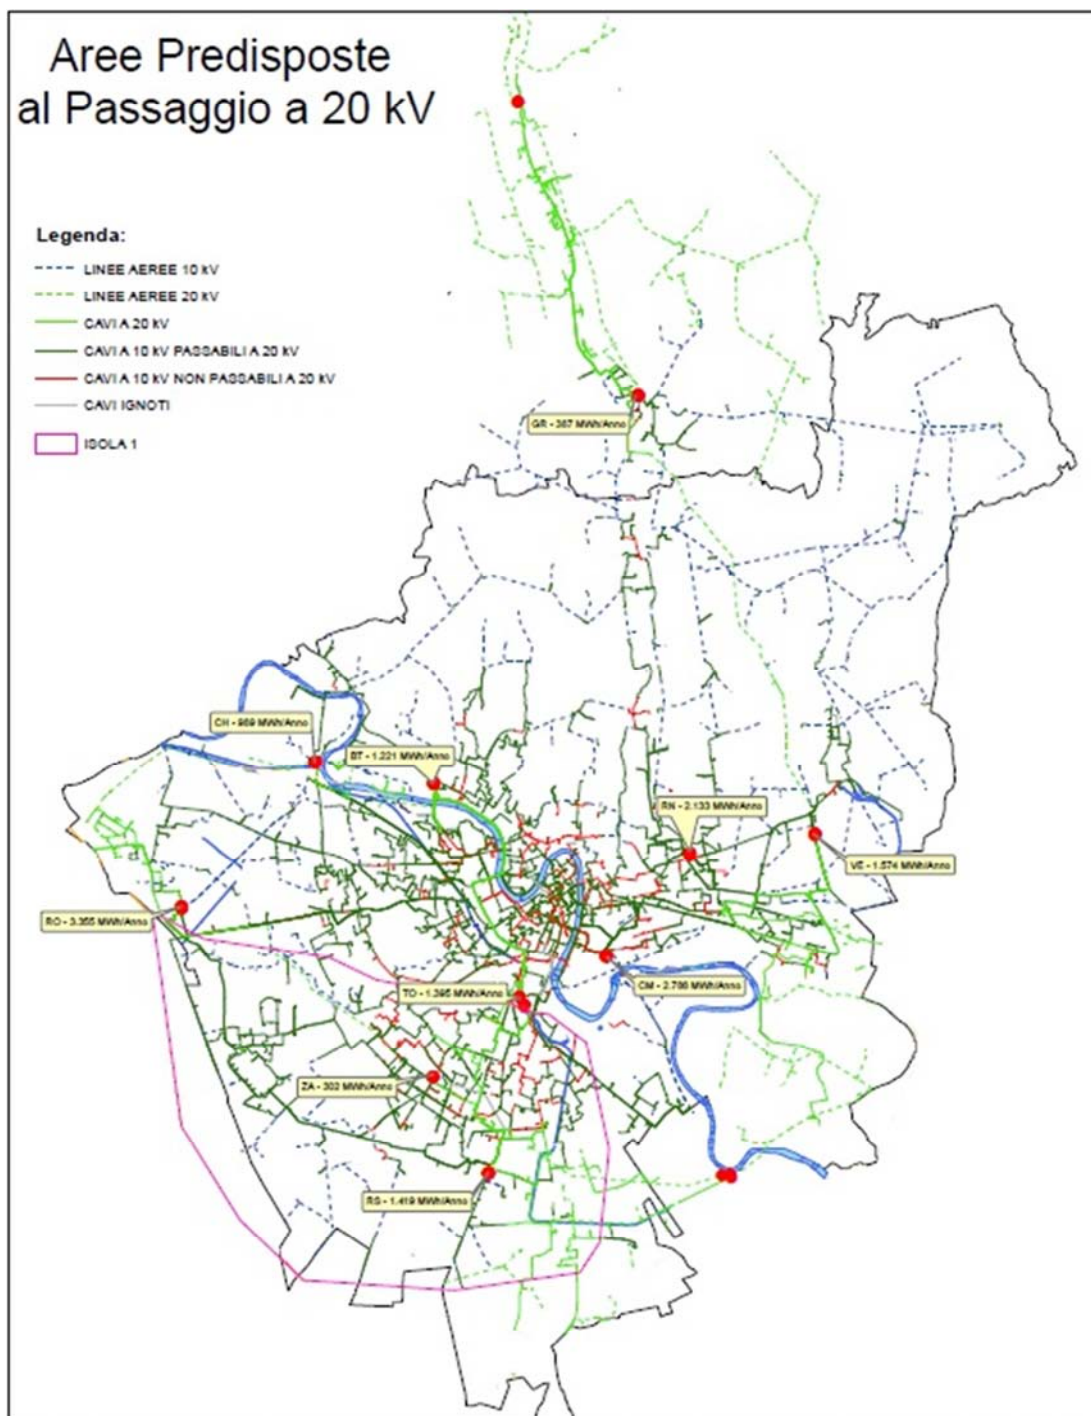 Aree Predisposte
al Passaggio a 20 kV
Legenda:
LINEE AEREE 10 kV
LINEE AEREE 20 kV
CAVI A 20 kV
CAVI A 10 kV PASSABILI A 20 kV
CAVI A 10 kV NON PASSABILI A 20 kV
CAVI IGNOTI
ISOLA 1
GR - 387 MWh/Anno
CH - 989 MWh/Anno
BT - 1.221 MWh/Anno
RN - 2.133 MWh/Anno
VE - 1.574 MWh/Anno
RO - 3.355 MWh/Anno
TO - 1.395 MWh/Anno
CM - 2.786 MWh/Anno
ZA - 302 MWh/Anno
RS - 1.419 MWh/Anno